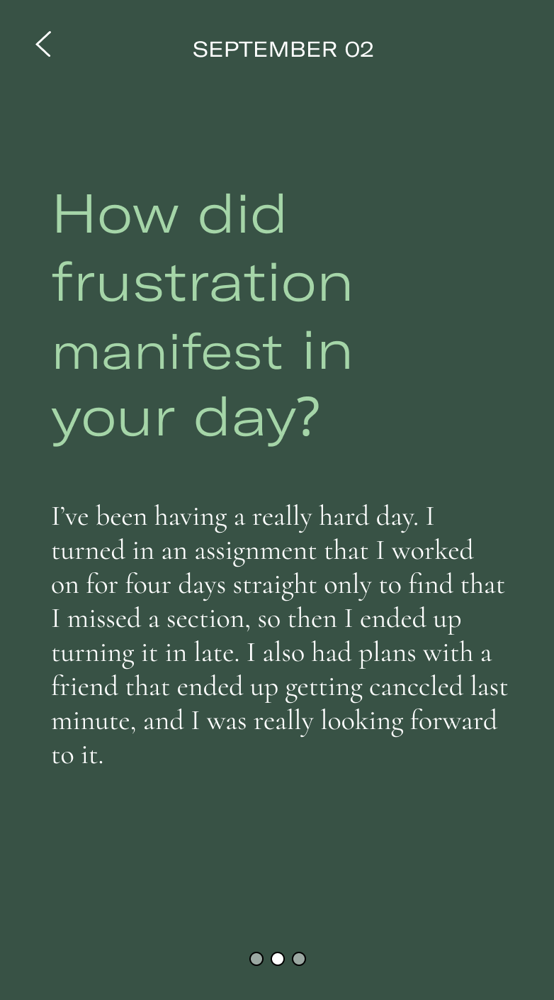 SEPTEMBER 02
How did
frustration
manifest in
your day?
I’ve been having a really hard day. I
turned in an assignment that I worked
on for four days straight only to find that
I missed a section, so then I ended up
turning it in late. I also had plans with a
friend that ended up getting canccled last
minute, and I was really looking forward
to it.